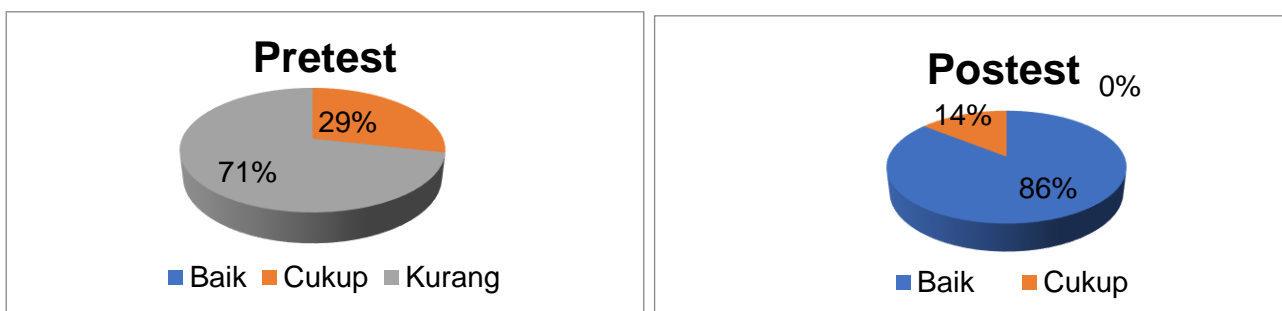 Pretest
29%
71%
Baik Cukup Kurang
Postest
0%
14%
86%
Baik Cukup